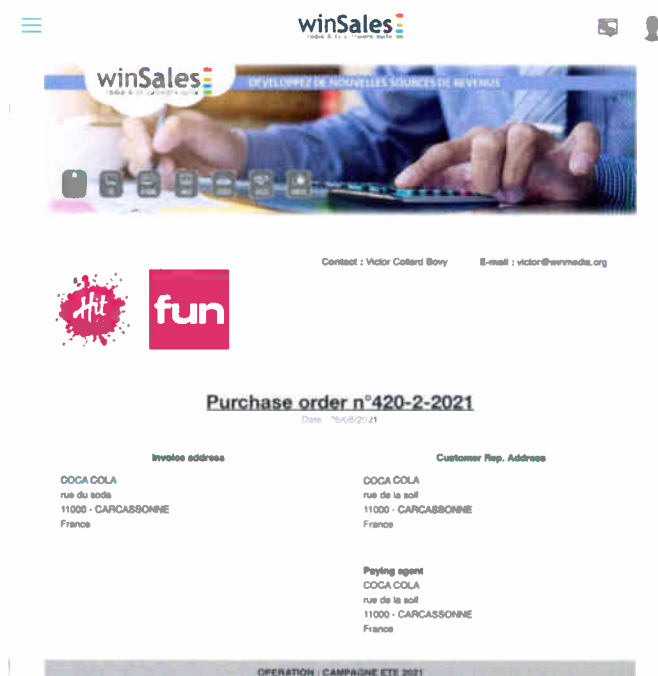 winSales
winSales
DEVELOPPEZ DE NOUVELLES SOURCES DE REVENUS
Contact : Victor Collard Bovy E-mail : victor@winmedia.org
Hit
fun
Purchase order n°420-2-2021
Date
Invoice address
COCA COLA
rue du soda
11000 - CARCASSONNE
France
Customer Rep. Address
COCA COLA
rue de la soif
11000 - CARCASSONNE
France
Paying agent
COCA COLA
rue de la soif
11000 - CARCASSONNE
France
OPERATION : CAMPAGNE ETE 2021